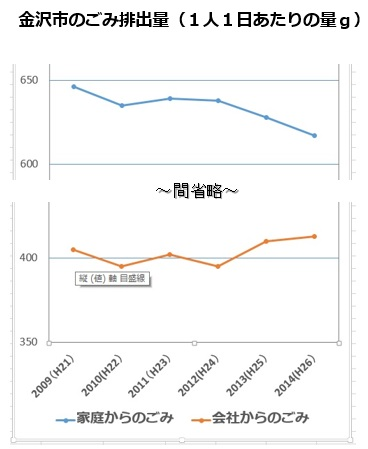 金沢市のごみ排出量（１人１日あたりの量ｇ）
650
600
～間省略～
400
縦 (値) 軸 目盛線
350
2009(H21)
2010(H22)
2011(H23)
2012(H24)
2013(H25)
2014(H26)
家庭からのごみ 会社からのごみ